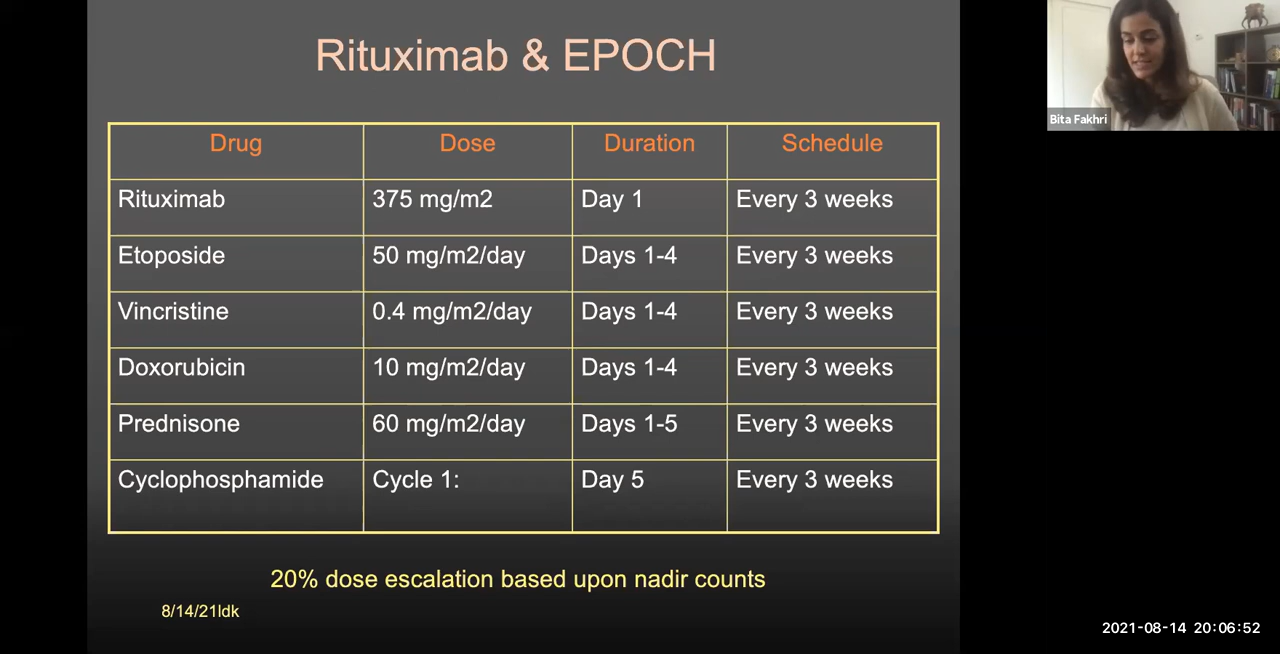 Rituximab & EPOCH
Drug Dose Duration Schedule
Rituximab 375 mg/m2 Day 1 Every 3 weeks
Etoposide 50 mg/m2/day Days 1-4 Every 3 weeks
Vincristine 0.4 mg/m2/day Days 1-4 Every 3 weeks
Doxorubicin 10 mg/m2/day Days 1-4 Every 3 weeks
Prednisone 60 mg/m2/day Days 1-5 Every 3 weeks
Cyclophosphamide Cycle 1: Day 5 Every 3 weeks
20% dose escalation based upon nadir counts
8/14/21ldk
Bita Fakhri
2021-08-14 20:06:52